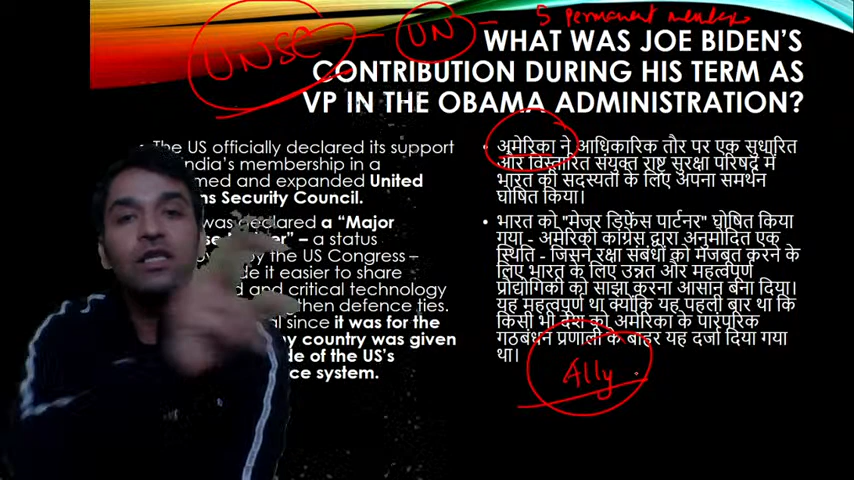 UNSC - UN - 5 permanent members
WHAT WAS JOE BIDEN'S
CONTRIBUTION DURING HIS TERM AS
VP IN THE OBAMA ADMINISTRATION?
The US officially declared its support
India's membership in a
and expanded United
Security Council.
was declared a "Major
– a status
by the US Congress –
it easier to share
and critical technology
defence ties.
since it was for the
country was given
of the US's
system.
• अमेरिका ने आधिकारिक तौर पर एक सुधारित
और विस्तारित संयुक्त राष्ट्र सुरक्षा परिषद में
भारत की सदस्यता के लिए अपना समर्थन
घोषित किया।
• भारत को "मेजर डिफेंस पार्टनर" घोषित किया
गया - अमेरिकी कांग्रेस द्वारा अनुमोदित एक
स्थिति - जिसने रक्षा संबंधों को मजबूत करने के
लिए भारत के लिए उन्नत और महत्वपूर्ण
प्रौद्योगिकी को साझा करना आसान बना दिया।
यह महत्वपूर्ण था क्योंकि यह पहली बार था कि
किसी भी देश को अमेरिका के पारंपरिक
गठबंधन प्रणाली के बाहर यह दर्जा दिया गया
था।
Ally